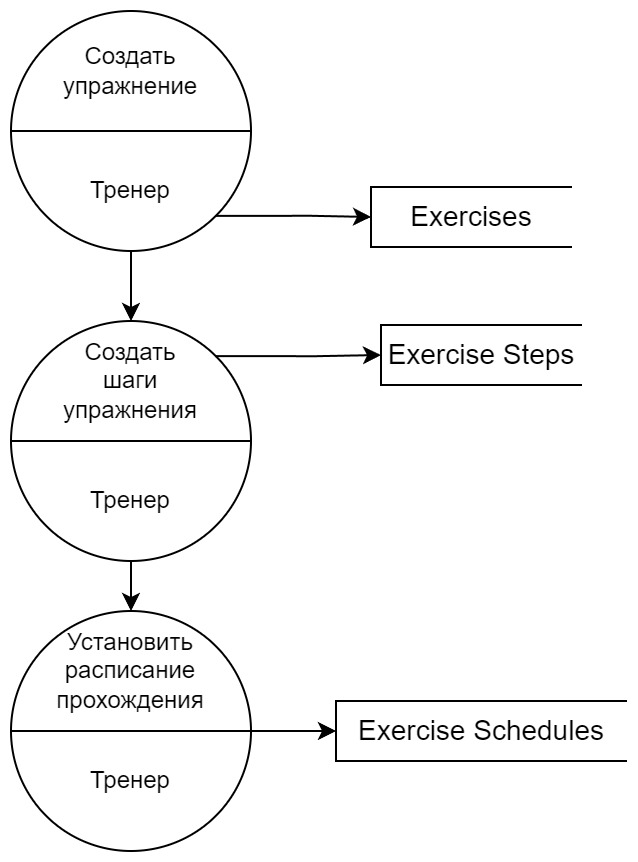 Создать
упражнение
Тренер
Exercises
Создать
шаги
упражнения
Exercise Steps
Тренер
Установить
расписание
прохождения
Exercise Schedules
Тренер